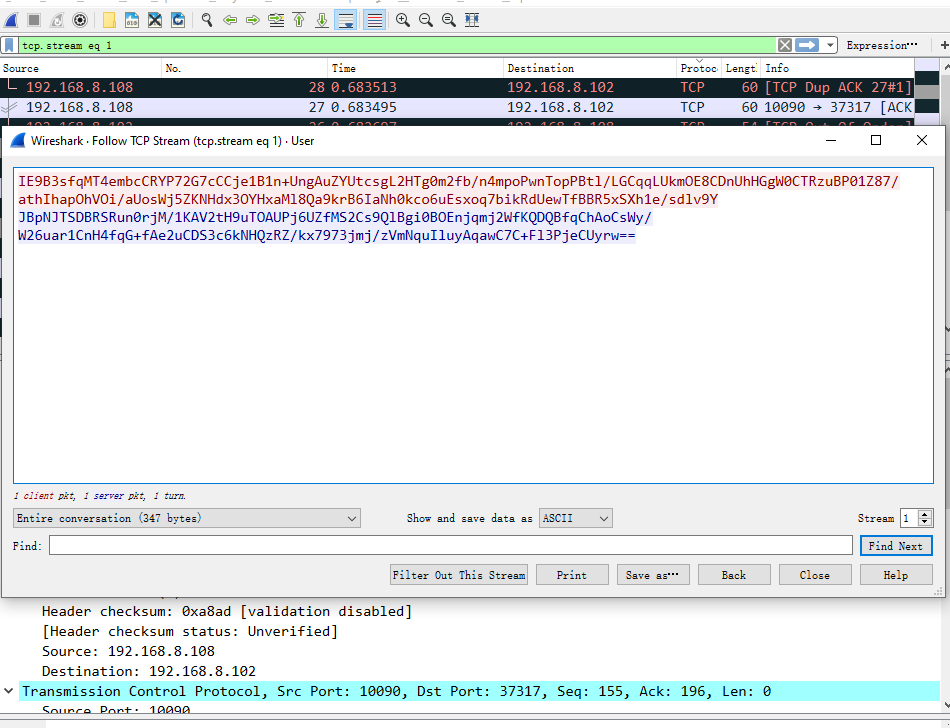 tcp.stream eq 1
Expression…
+
Source No. Time Destination Protoc Lengt Info
192.168.8.108 28 0.683513 192.168.8.102 TCP 60 [TCP Dup ACK 27#1]
192.168.8.108 27 0.683495 192.168.8.102 TCP 60 10090 → 37317 [ACK
Wireshark · Follow TCP Stream (tcp.stream eq 1) · User
IE9B3sfqMT4embcCRYP72G7cCCje1B1n+UngAuZYUtcsgL2HTg0m2fb/n4mpoPwnTopPBtl/LGCqqLUkmOE8CDnUhHGgW0CTRzuBP01Z87/
athIhapOhVOi/aUosWj5ZKNHdx3OYHxaMl8Qa9krB6IaNh0kco6uEsxoq7bikRdUewTfBBR5xSXh1e/sdlv9Y
JBpNJTSDBRSRun0rjM/1KAV2tH9uTOAUPj6UZfMS2Cs9QlBgi0BOEnjqmj2WfKQDQBfqChAoCsWy/
W26uar1CnH4fqG+fAe2uCDS3c6kNHQzRZ/kx7973jmj/zVmNquIluyAqawC7C+Fl3PjeCUyrw==
1 client pkt, 1 server pkt, 1 turn.
Entire conversation (347 bytes) Show and save data as ASCII Stream 1
Find: Find Next
Filter Out This Stream Print Save as… Back Close Help
Header checksum: 0xa8ad [validation disabled]
[Header checksum status: Unverified]
Source: 192.168.8.108
Destination: 192.168.8.102
Transmission Control Protocol, Src Port: 10090, Dst Port: 37317, Seq: 155, Ack: 196, Len: 0
Source Port: 10090